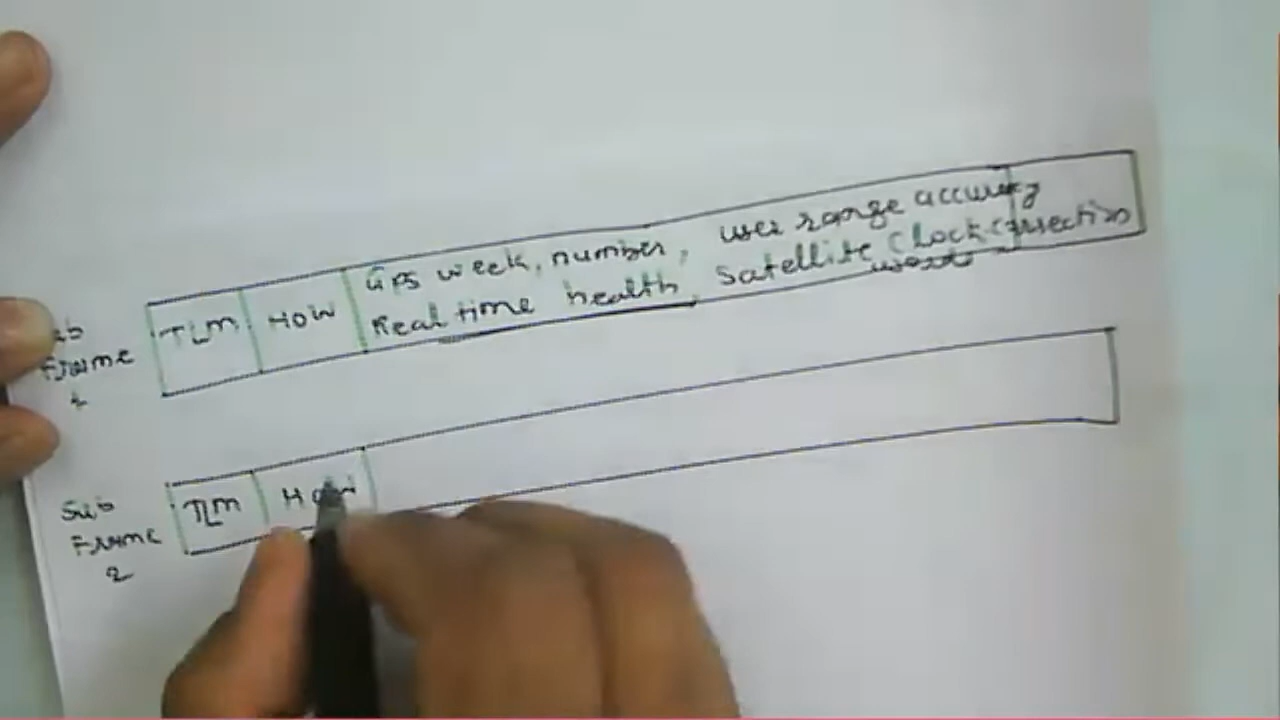 Sub
Frame
1
TLM
HOW
GPS week, number, user range accuracy
Real time health, Satellite Clock Correction
Sub
Frame
2
TLM
HOW